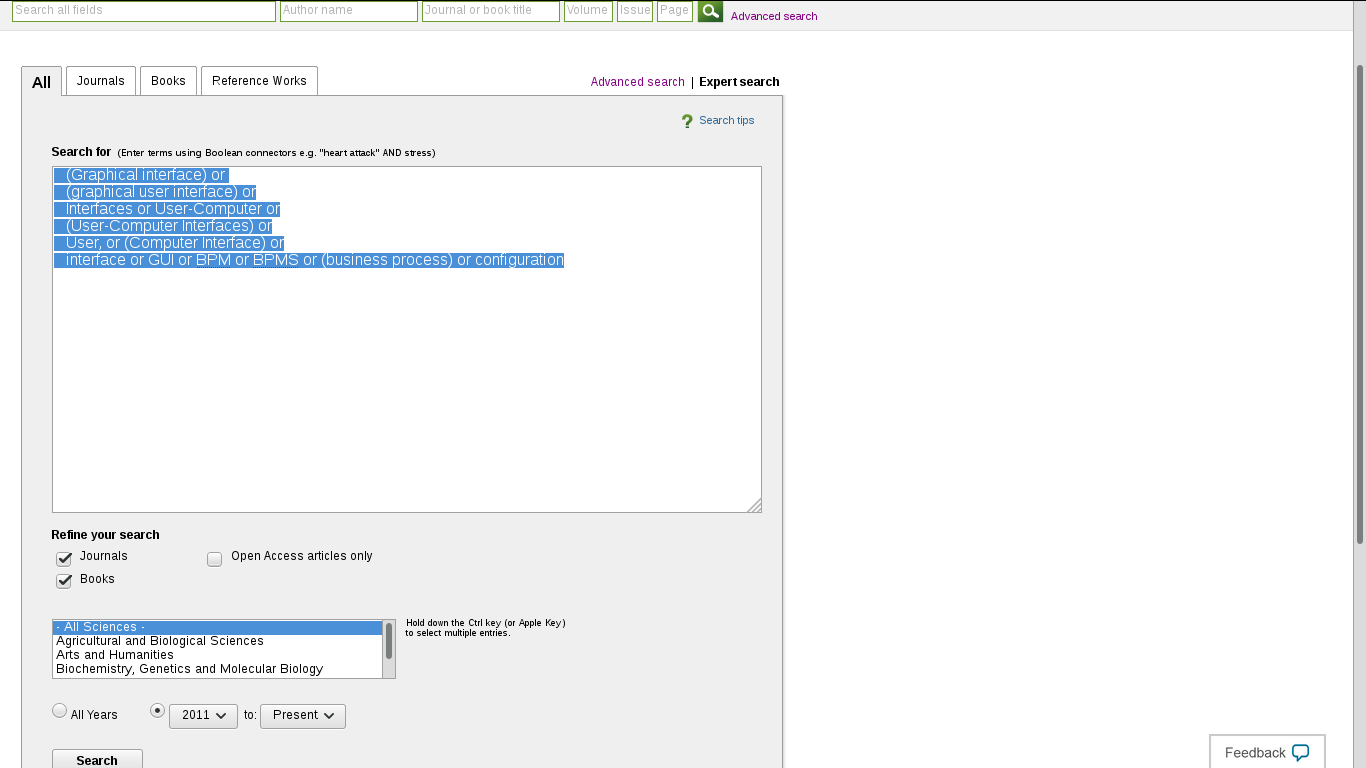 Search all fields Author name Journal or book title Volume Issue Page Advanced search
All Journals Books Reference Works Advanced search | Expert search
? Search tips
Search for (Enter terms using Boolean connectors e.g. "heart attack" AND stress)
(Graphical interface) or
(graphical user interface) or
Interfaces or User-Computer or
(User-Computer Interfaces) or
User, or (Computer Interface) or
interface or GUI or BPM or BPMS or (business process) or configuration
Refine your search
Journals Open Access articles only
Books
- All Sciences -
Agricultural and Biological Sciences
Arts and Humanities
Biochemistry, Genetics and Molecular Biology
Hold down the Ctrl key (or Apple Key)
to select multiple entries.
All Years 2011 to: Present
Search
Feedback